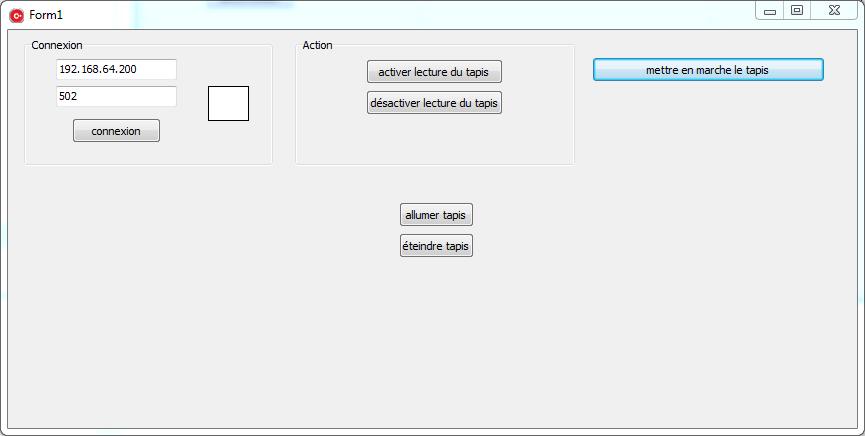 Form1
Connexion
192.168.64.200
502
connexion
Action
activer lecture du tapis
désactiver lecture du tapis
mettre en marche le tapis
allumer tapis
éteindre tapis